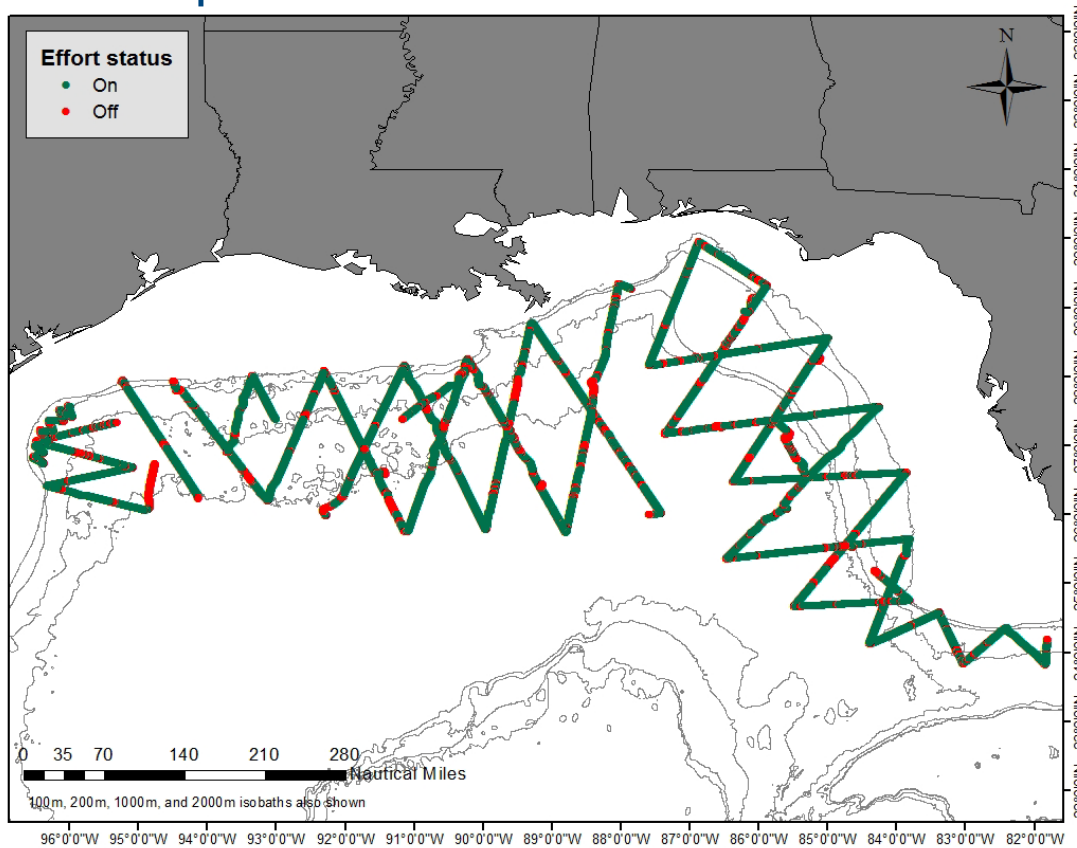 Effort status
On
Off
N
0 35 70 140 210 280
Nautical Miles
100m, 200m, 1000m, and 2000m isobaths also shown
96°0'0"W 95°0'0"W 94°0'0"W 93°0'0"W 92°0'0"W 91°0'0"W 90°0'0"W 89°0'0"W 88°0'0"W 87°0'0"W 86°0'0"W 85°0'0"W 84°0'0"W 83°0'0"W 82°0'0"W